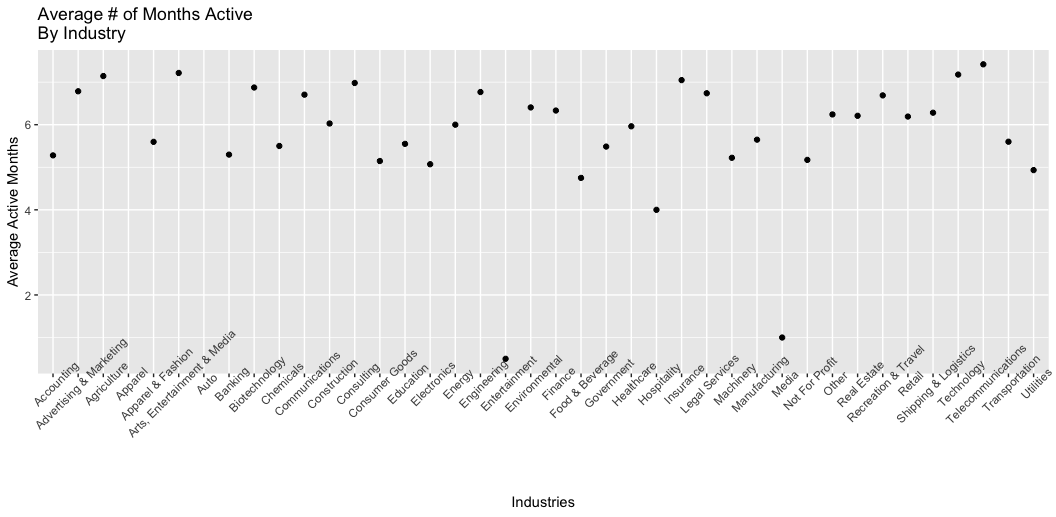 Average # of Months Active
By Industry
Average Active Months
6
4
2
Accounting
Advertising & Marketing
Agriculture
Apparel
Apparel & Fashion
Arts, Entertainment & Media
Auto
Banking
Biotechnology
Chemicals
Communications
Construction
Consulting
Consumer Goods
Education
Electronics
Energy
Engineering
Entertainment
Environmental
Finance
Food & Beverage
Government
Healthcare
Hospitality
Insurance
Legal Services
Machinery
Manufacturing
Media
Not For Profit
Other
Real Estate
Recreation & Travel
Retail
Shipping & Logistics
Technology
Telecommunications
Transportation
Utilities
Industries